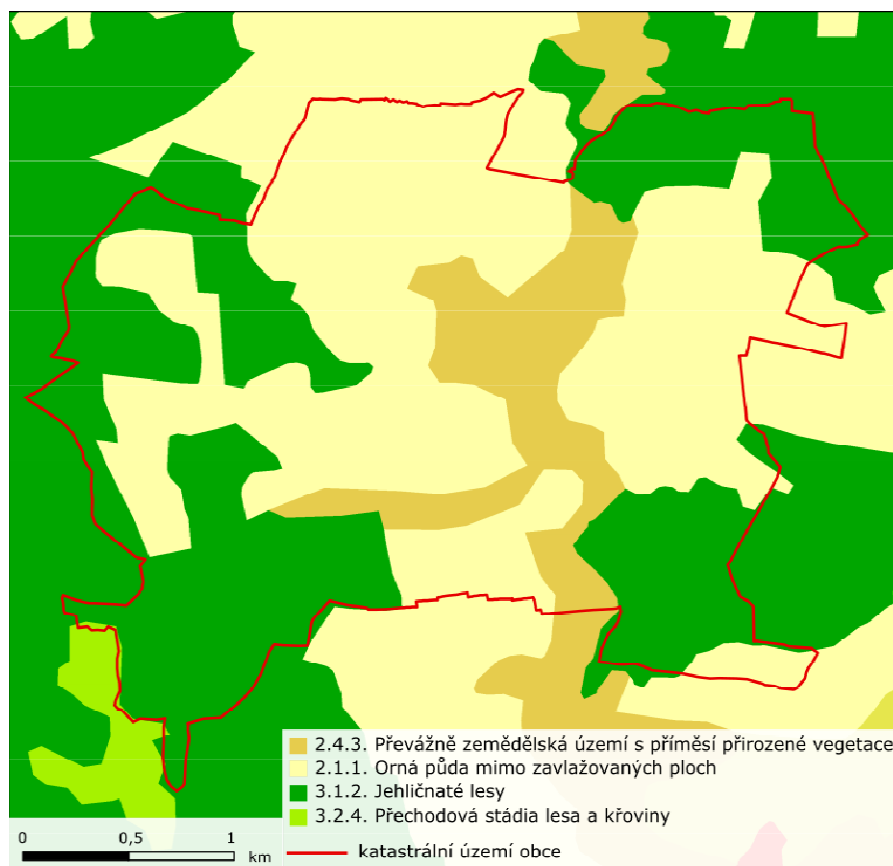 2.4.3. Převážně zemědělská území s příměsí přirozené vegetace
2.1.1. Orná půda mimo zavlažovaných ploch
3.1.2. Jehličnaté lesy
3.2.4. Přechodová stádia lesa a křoviny
katastrální území obce
0 0,5 1
km